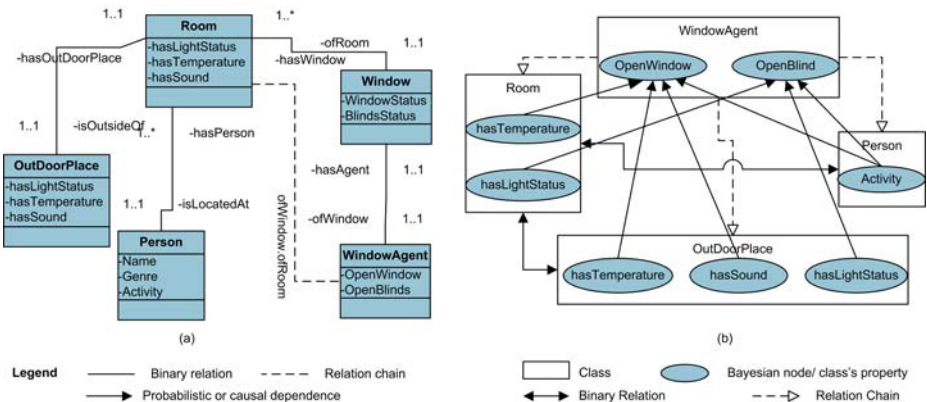 1..1
1..*
Room
-hasLightStatus
-hasTemperature
-hasSound
-hasOutDoorPlace
-ofRoom
-hasWindow
1..1
Window
-WindowStatus
-BlindsStatus
1..1
-isOutsideOf
1..*
-hasPerson
OutDoorPlace
-hasLightStatus
-hasTemperature
-hasSound
-hasAgent
1..1
1..1
-isLocatedAt
ofWindow.ofRoom
-ofWindow
1..1
Person
-Name
-Genre
-Activity
WindowAgent
-OpenWindow
-OpenBlinds
(a)
WindowAgent
OpenWindow
OpenBlind
Room
hasTemperature
hasLightStatus
Person
Activity
OutDoorPlace
hasTemperature
hasSound
hasLightStatus
(b)
Legend
Binary relation
Relation chain
Probabilistic or causal dependence
Class
Bayesian node/ class's property
Binary Relation
Relation Chain